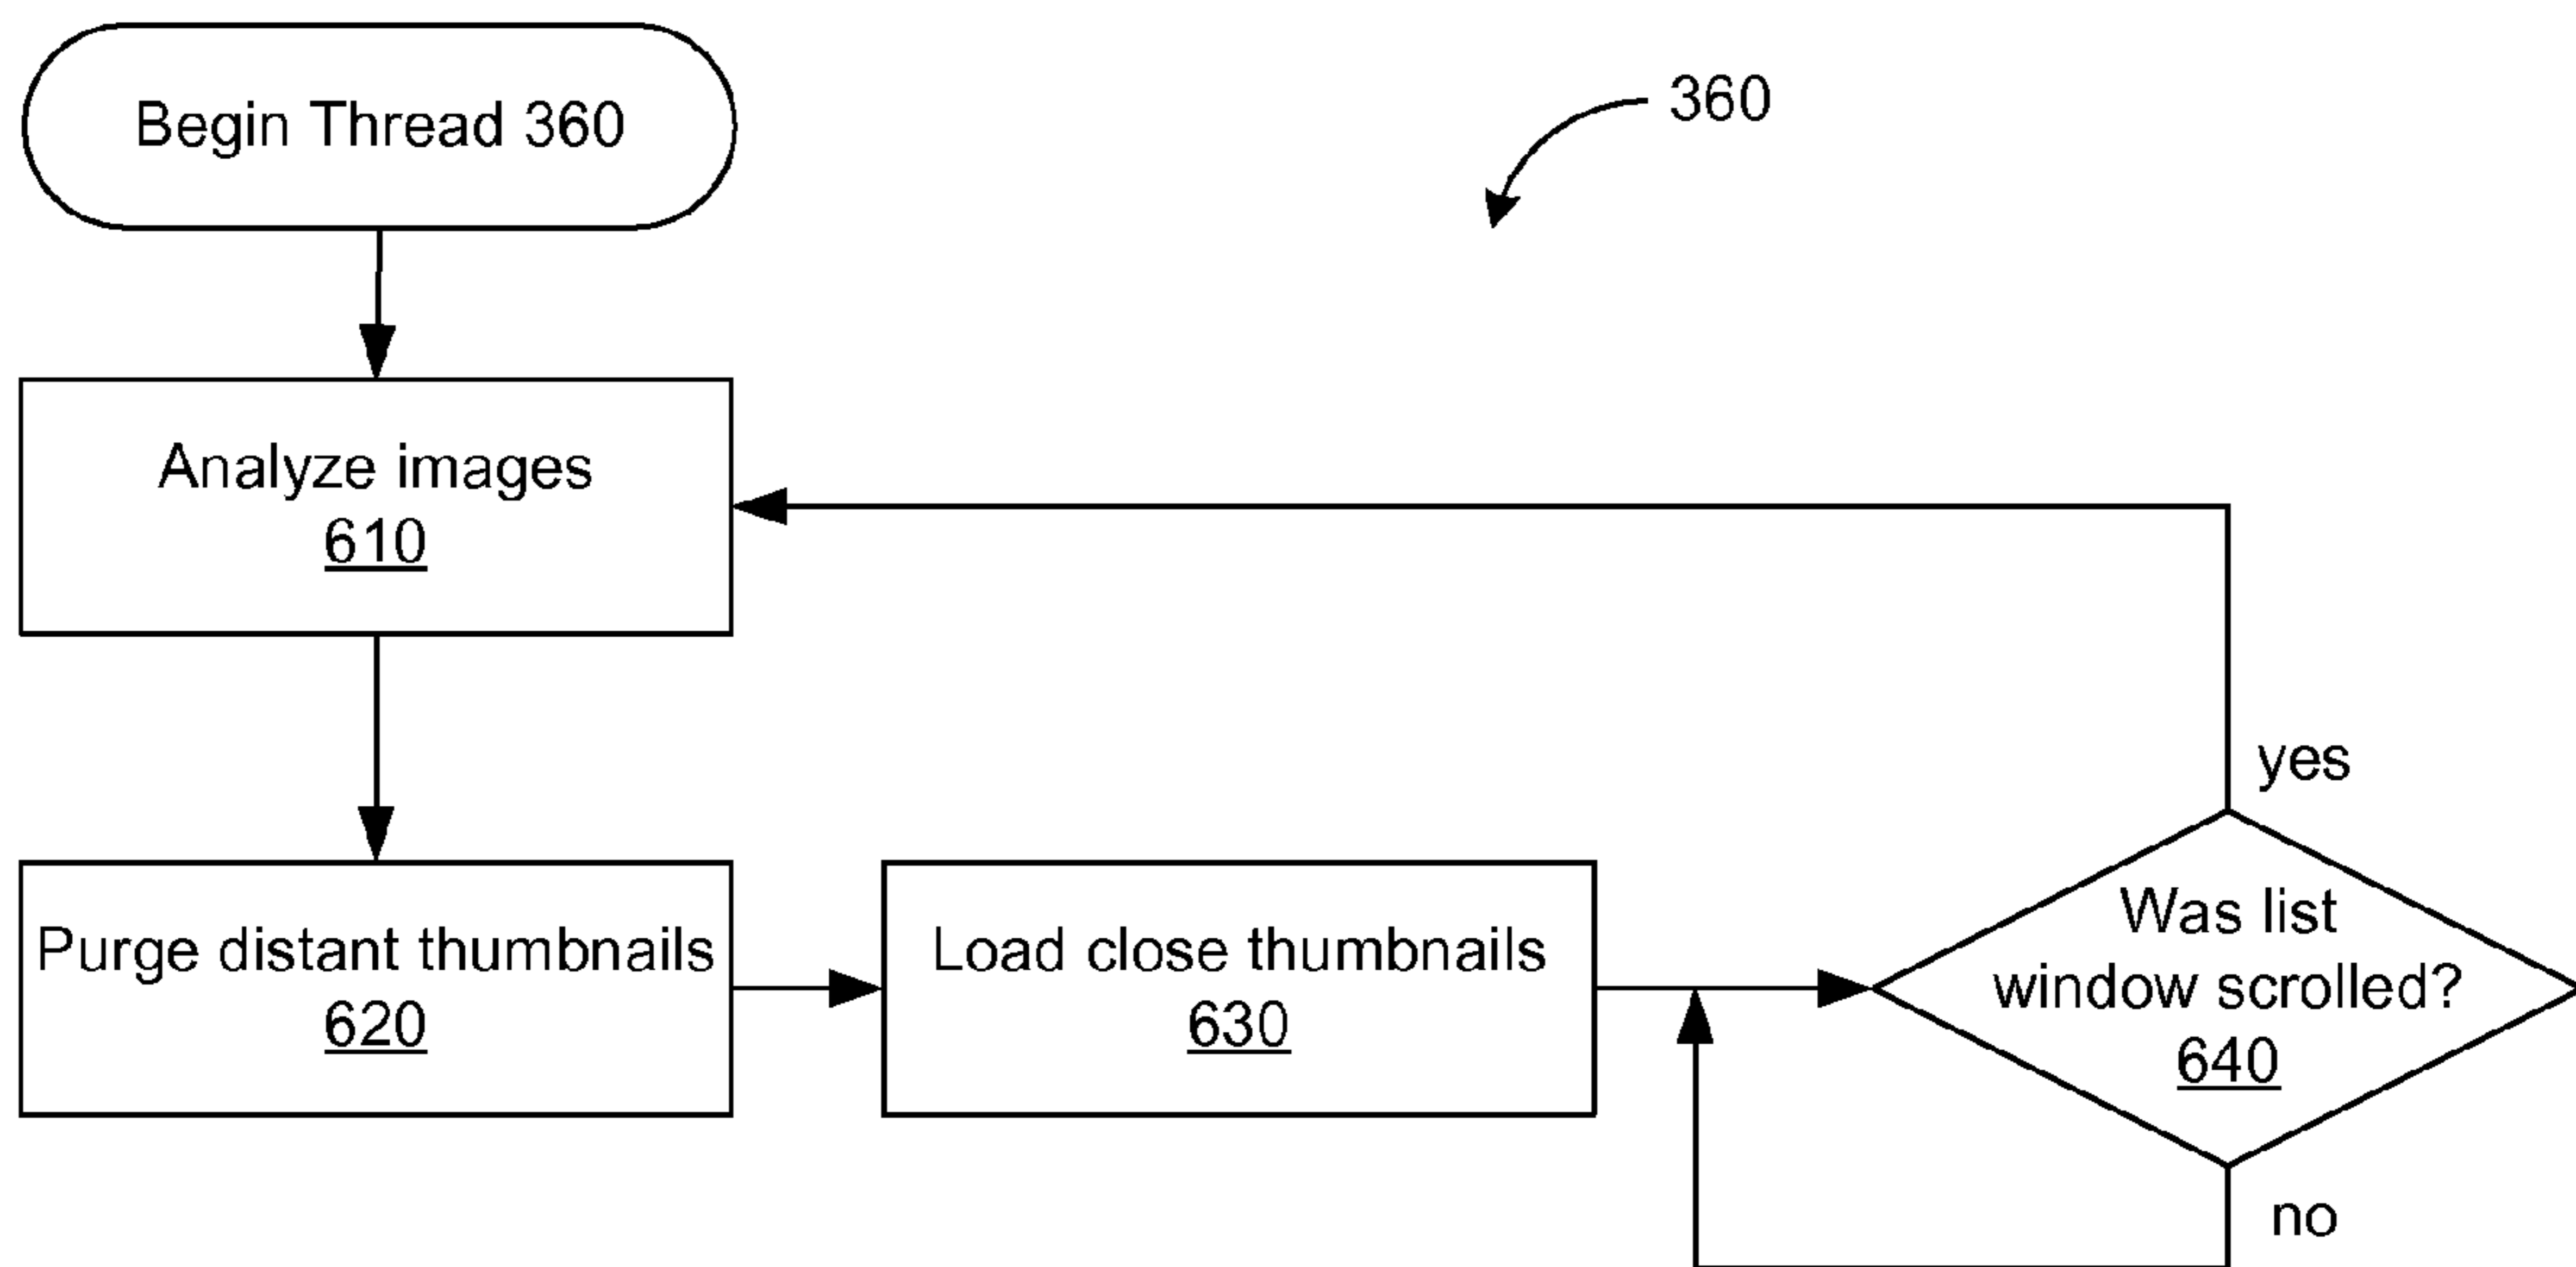 Begin Thread 360
360
Analyze images
610
yes
Purge distant thumbnails
620
Load close thumbnails
630
Was list
window scrolled?
640
no